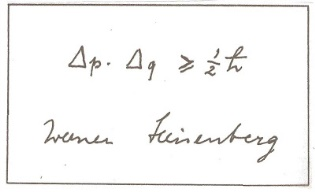 Δp. Δq ⩾ ½ ħ
Werner Heisenberg